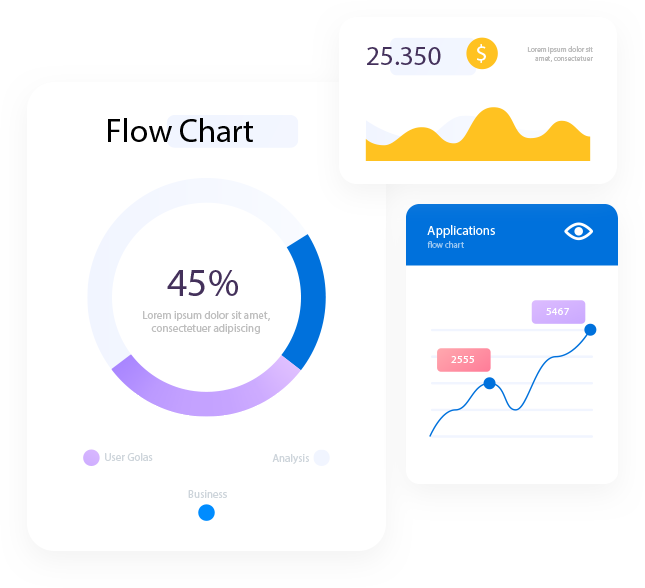 25.350
$
Lorem ipsum dolor sit
amet, consectetuer
Flow Chart
45%
Lorem ipsum dolor sit amet,
consectetuer adipiscing
User Golas
Analysis
Business
Applications
flow chart
5467
2555